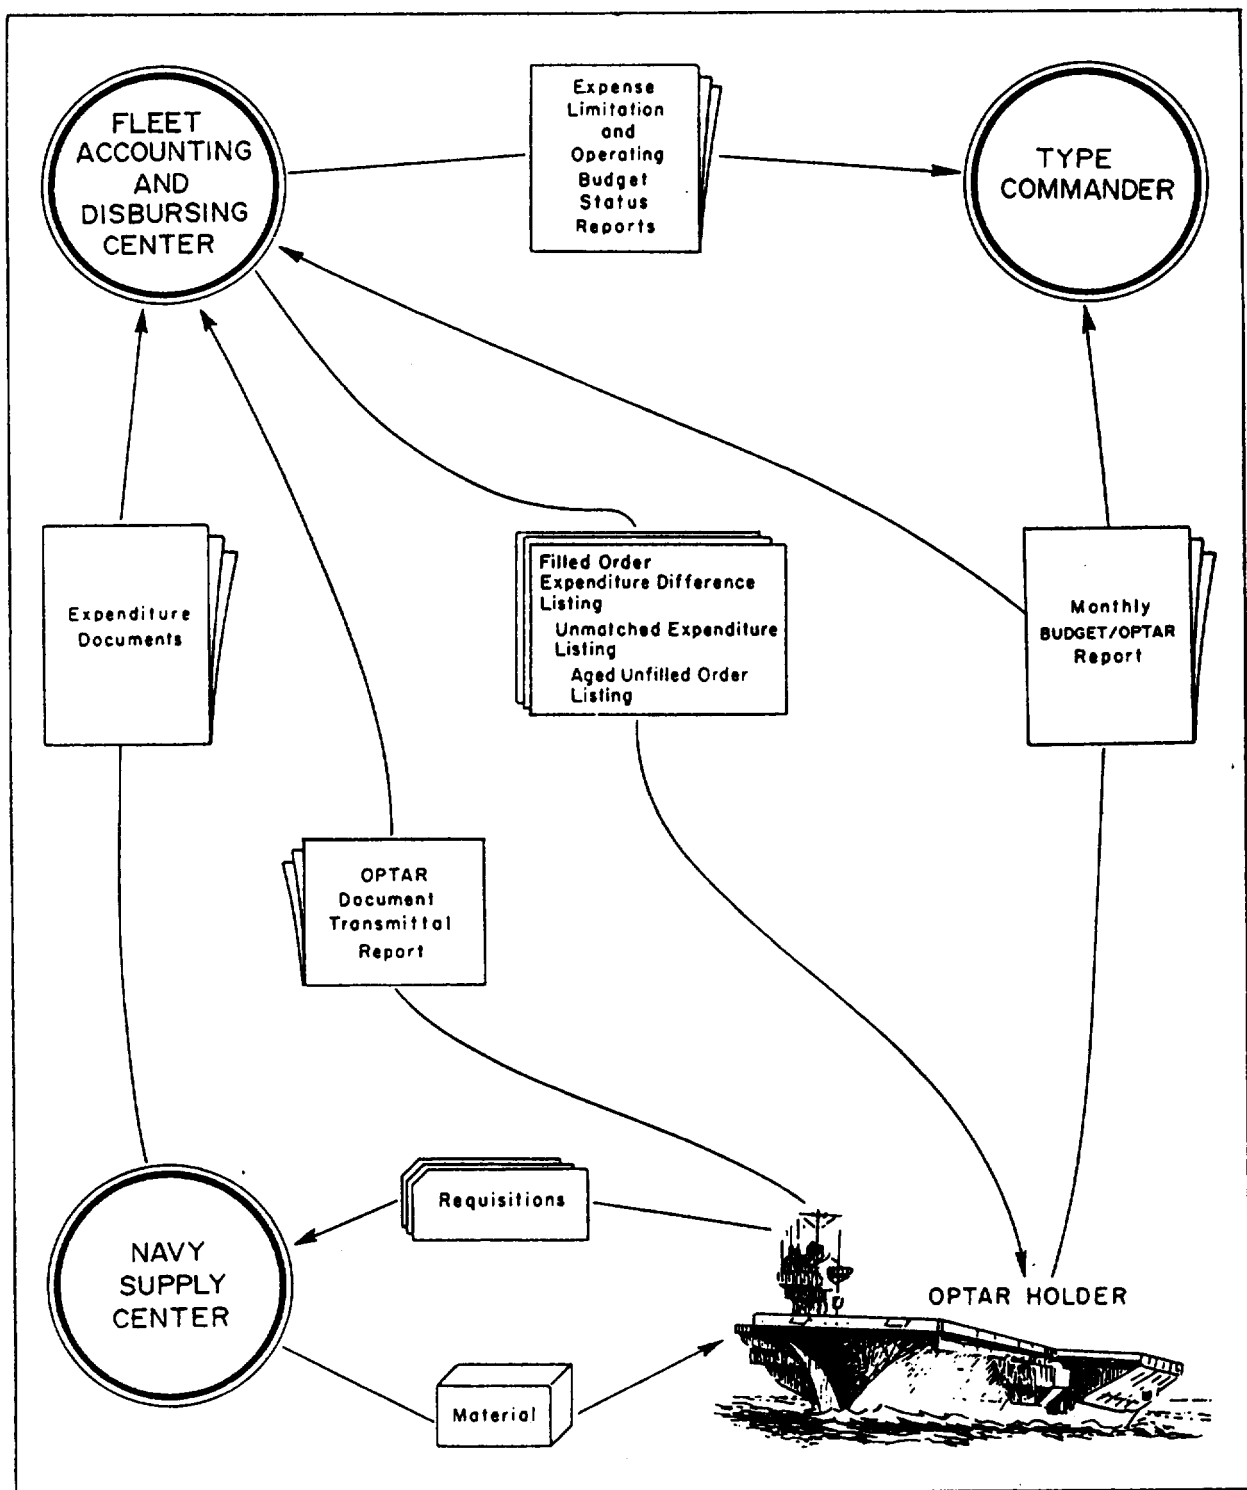 FLEET
ACCOUNTING
AND
DISBURSING
CENTER
Expense
Limitation
and
Operating
Budget
Status
Reports
TYPE
COMMANDER
Expenditure
Documents
Filled Order
Expenditure Difference
Listing
Unmatched Expenditure
Listing
Aged Unfilled Order
Listing
Monthly
BUDGET/OPTAR
Report
OPTAR
Document
Transmittal
Report
Requisitions
NAVY
SUPPLY
CENTER
OPTAR HOLDER
Material